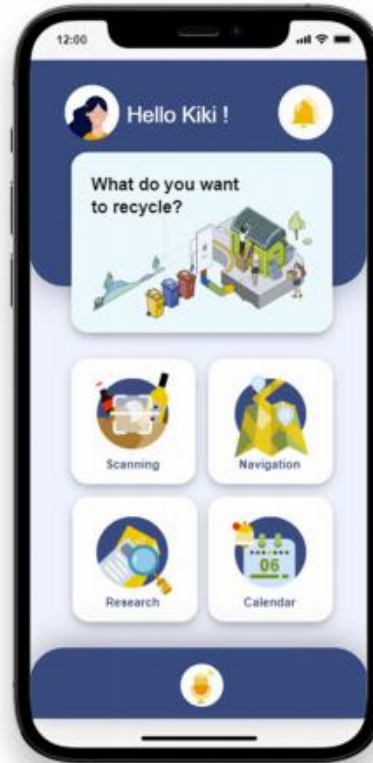 12:00
Hello Kiki !
What do you want
to recycle?
Scanning
Navigation
Research
06
Calendar